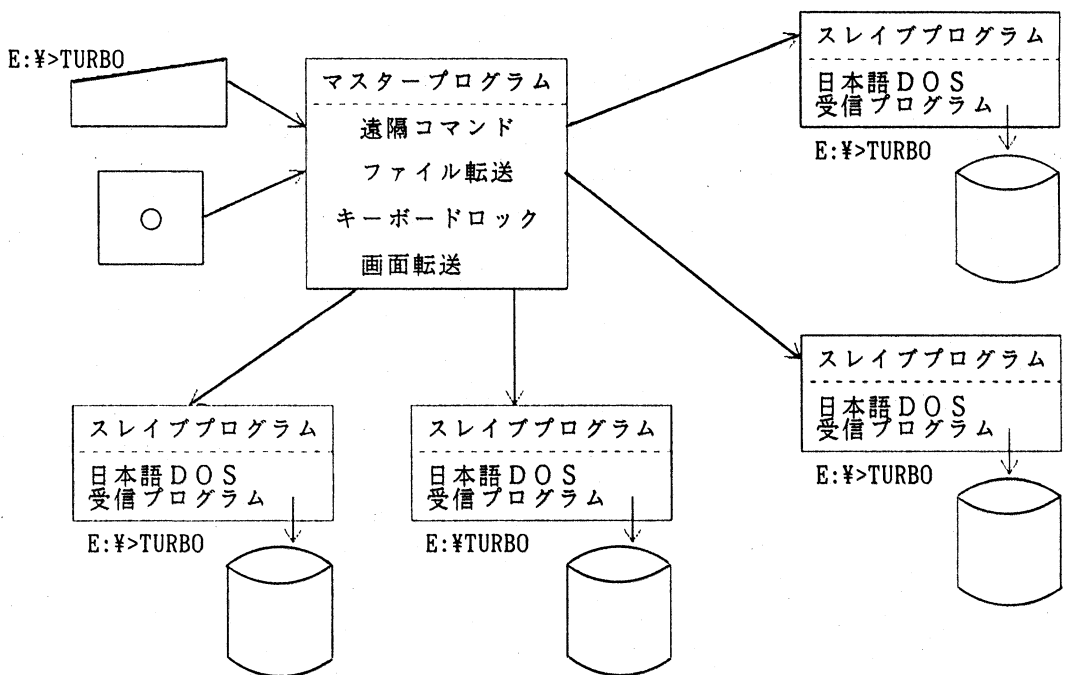 E:¥>TURBO
マスタープログラム
遠隔コマンド
ファイル転送
キーボードロック
画面転送
スレイブプログラム
日本語DOS
受信プログラム
E:¥>TURBO
スレイブプログラム
日本語DOS
受信プログラム
E:¥>TURBO
スレイブプログラム
日本語DOS
受信プログラム
E:¥>TURBO
スレイブプログラム
日本語DOS
受信プログラム
E:¥TURBO